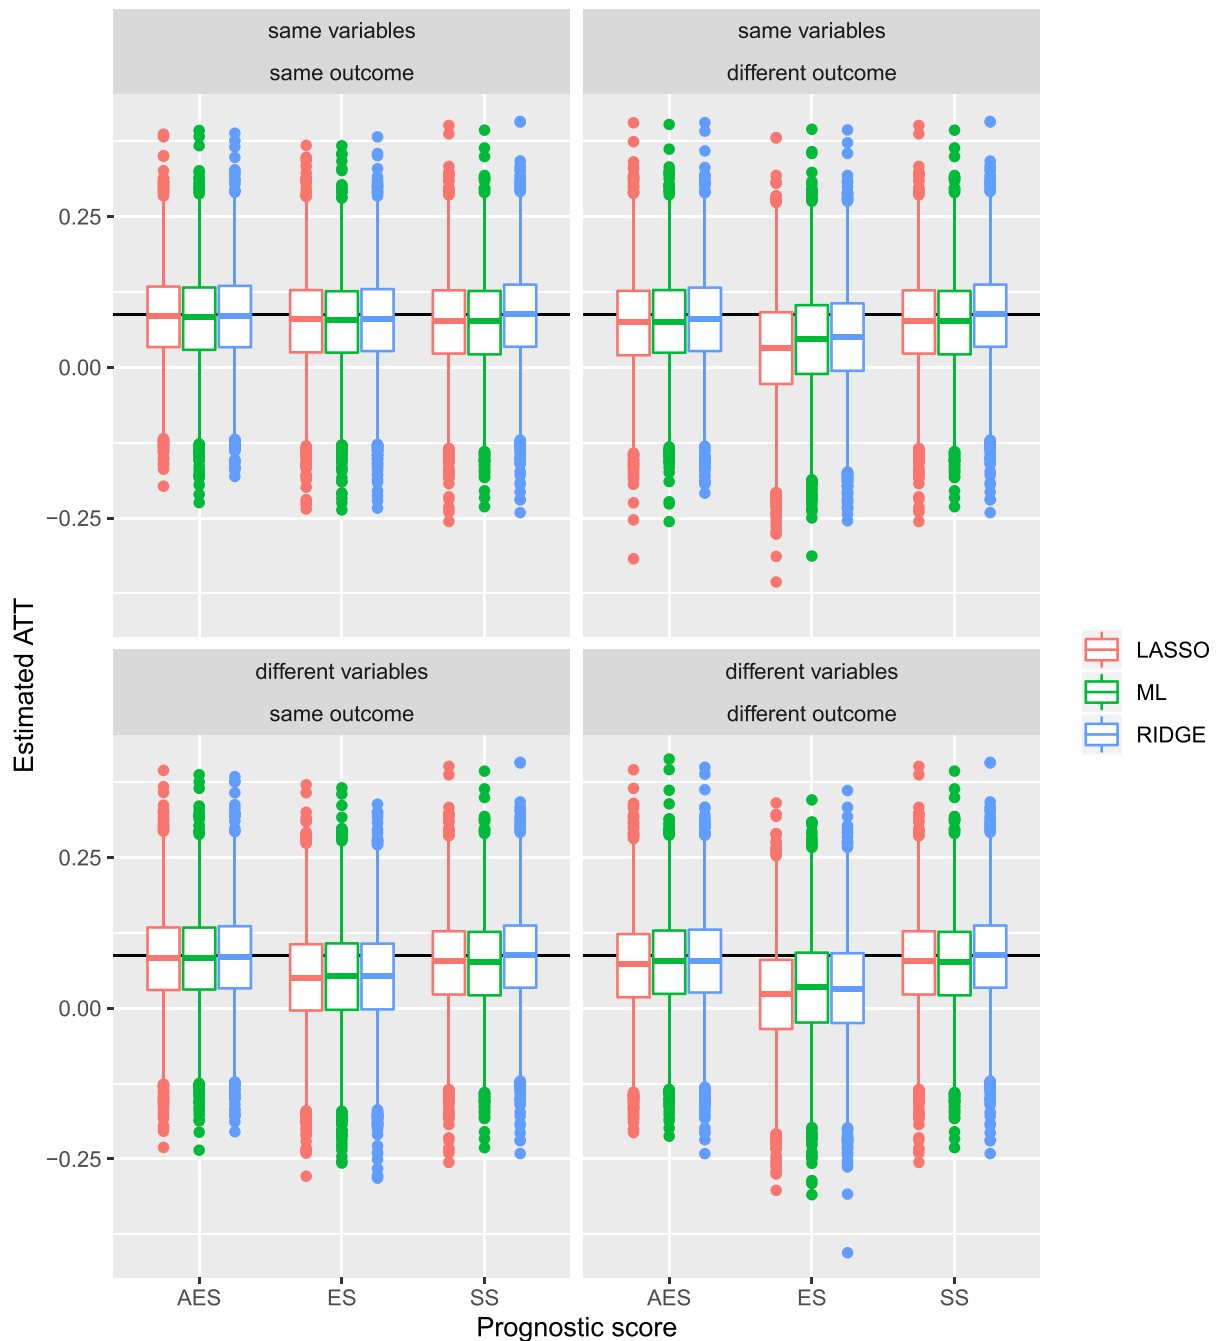 same variables
same outcome
same variables
different outcome
0.25
0.00
−0.25
Estimated ATT
different variables
same outcome
different variables
different outcome
0.25
0.00
−0.25
AES
ES
SS
AES
ES
SS
Prognostic score
LASSO
ML
RIDGE